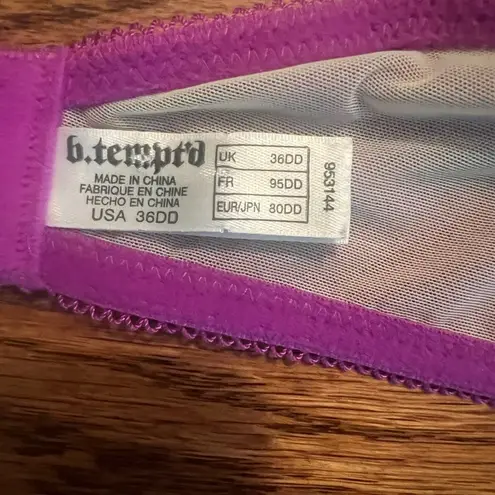 b.tempt'd
MADE IN CHINA
FABRIQUE EN CHINE
HECHO EN CHINA
USA 36DD
UK 36DD
FR 95DD
EUR/JPN 80DD
953144